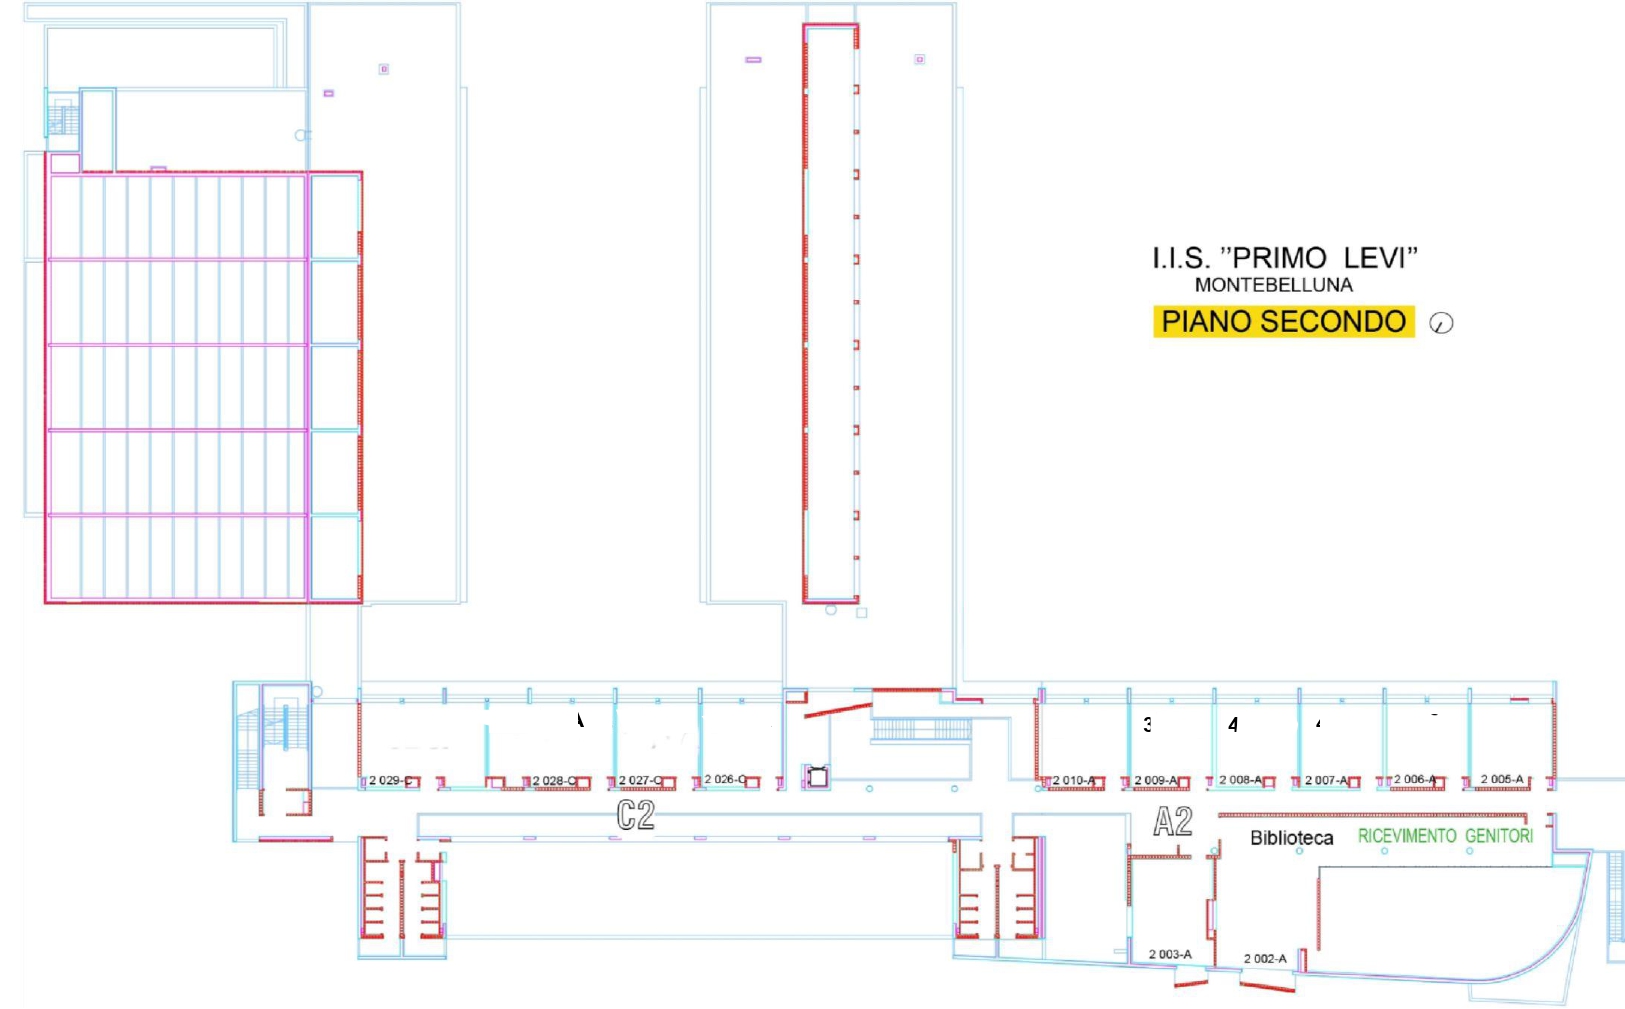 I.I.S. ”PRIMO LEVI”
MONTEBELLUNA
PIANO SECONDO
3 4
2 029-C 2 028-C 2 027-C 2 026-C 2 010-A 2 009-A 2 008-A 2 007-A 2 006-A 2 005-A
C2 A2
Biblioteca RICEVIMENTO GENITORI
2 003-A 2 002-A